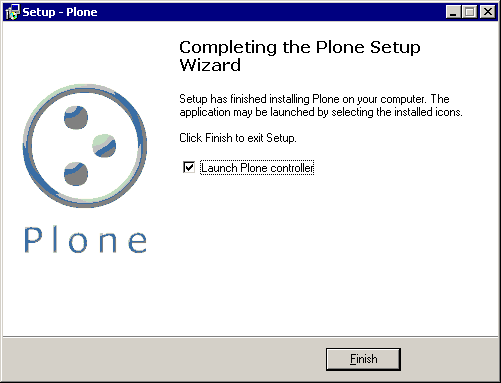 Setup - Plone
Completing the Plone Setup
Wizard
Setup has finished installing Plone on your computer. The
application may be launched by selecting the installed icons.
Click Finish to exit Setup.
Launch Plone controller
Plone
Finish